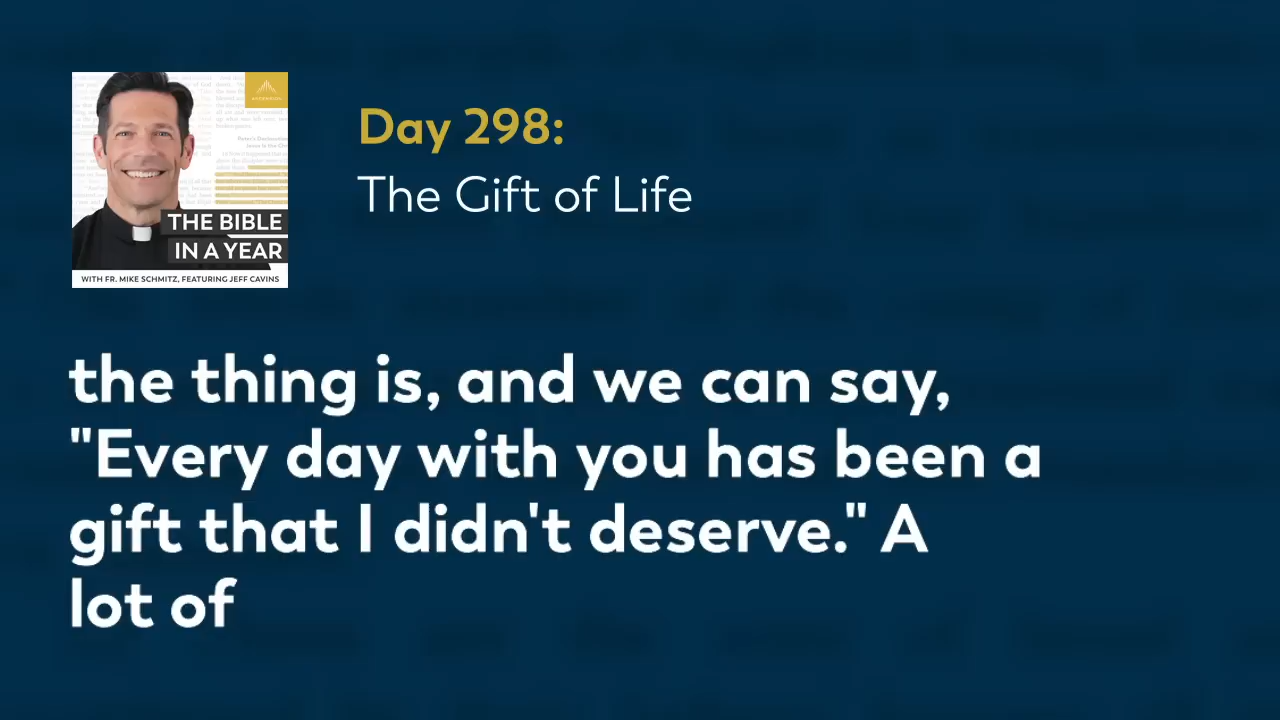 Day 298:
The Gift of Life
THE BIBLE
IN A YEAR
WITH FR. MIKE SCHMITZ, FEATURING JEFF CAVINS
the thing is, and we can say,
"Every day with you has been a
gift that I didn't deserve." A
lot of